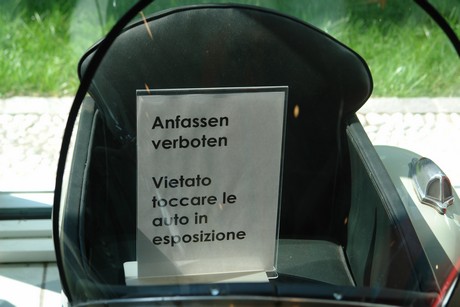 Anfassen
verboten
Vietato
toccare le
auto in
esposizione